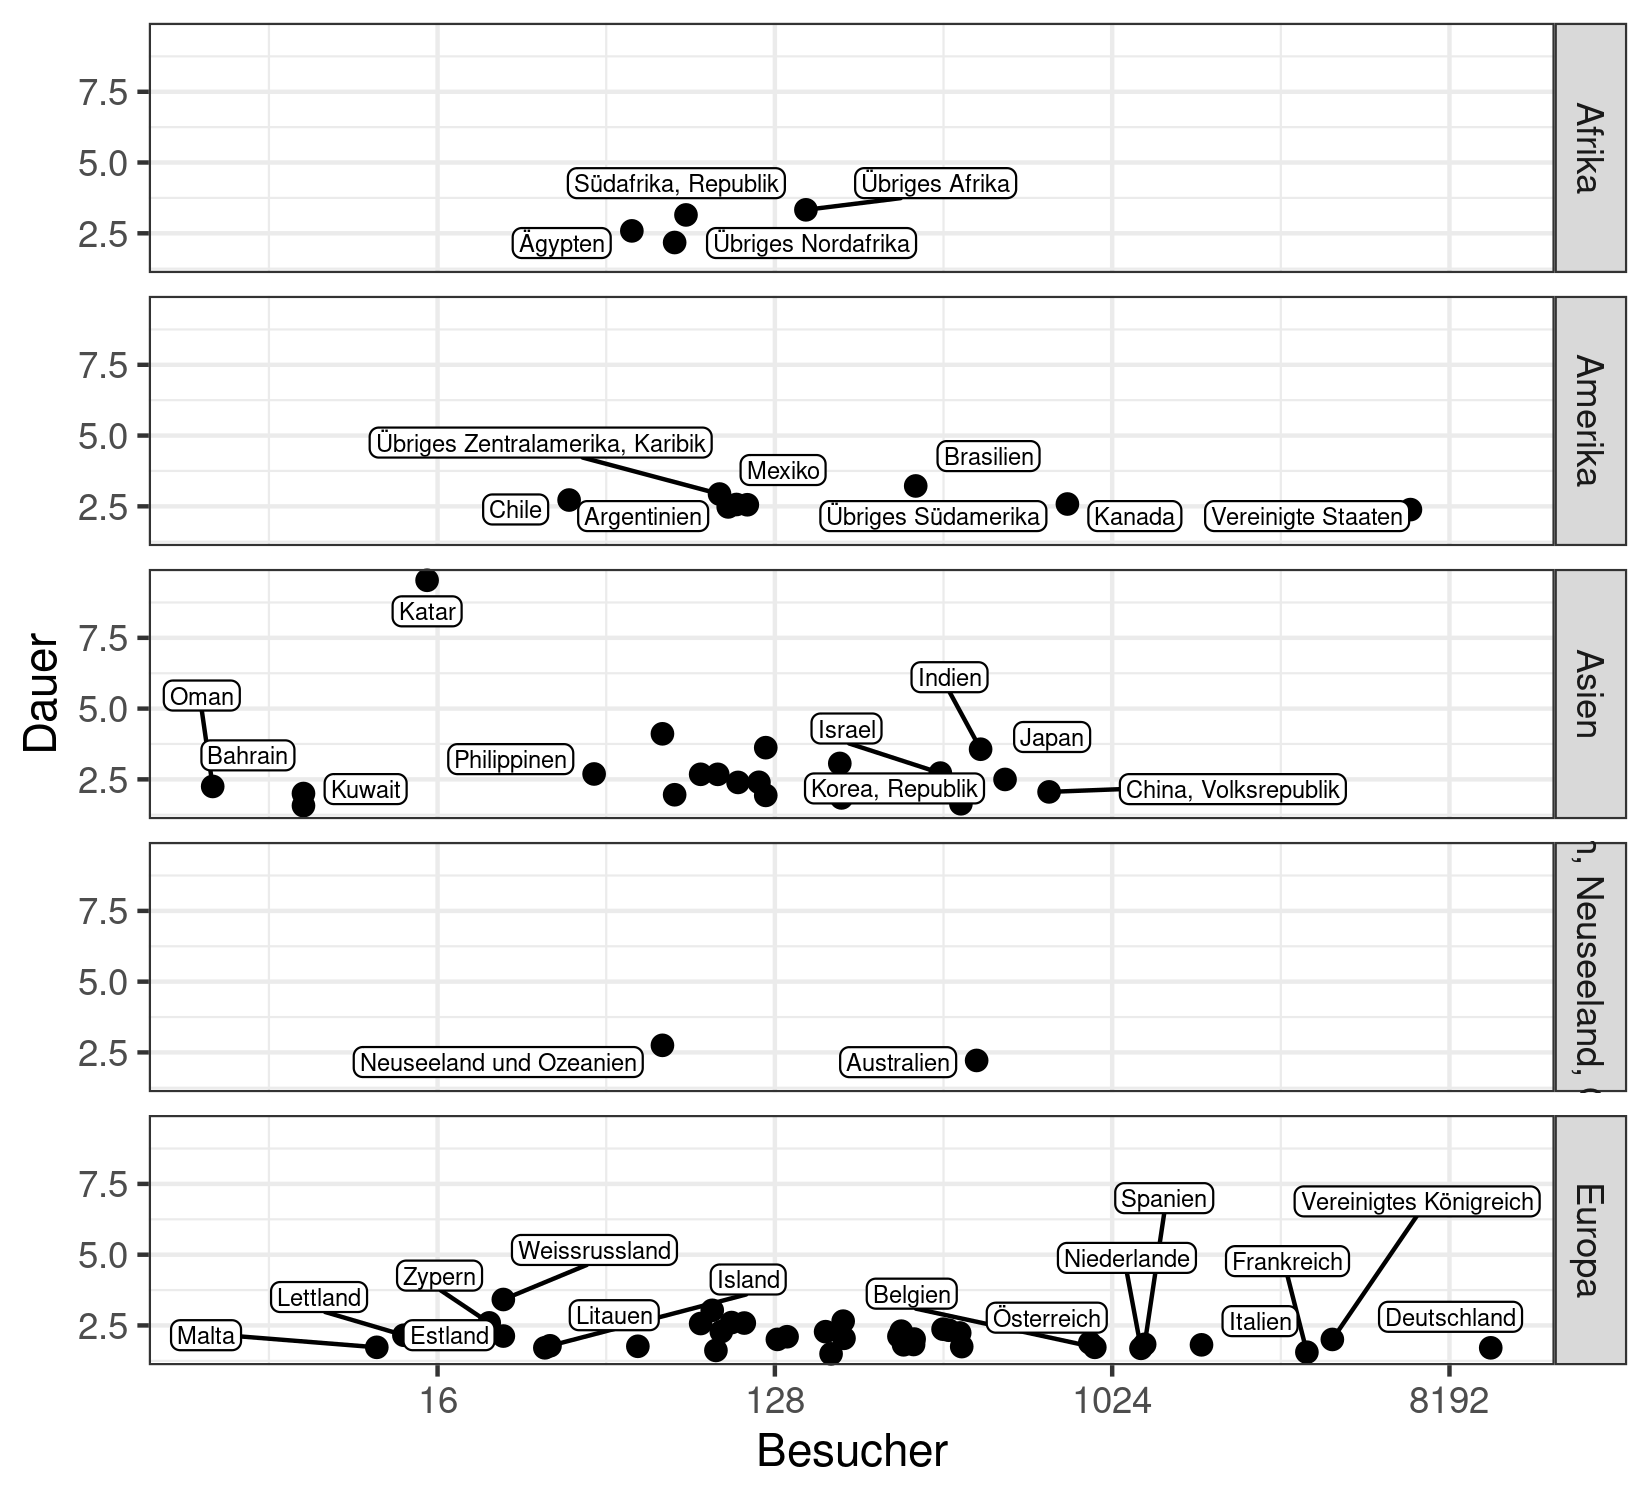 7.5
5.0
2.5
Südafrika, Republik
Übriges Afrika
Ägypten
Übriges Nordafrika
Afrika
7.5
5.0
2.5
Übriges Zentralamerika, Karibik
Mexiko
Brasilien
Chile
Argentinien
Übriges Südamerika
Kanada
Vereinigte Staaten
Amerika
Dauer
7.5
5.0
2.5
Katar
Oman
Bahrain
Kuwait
Philippinen
Israel
Indien
Japan
Korea, Republik
China, Volksrepublik
Asien
7.5
5.0
2.5
Neuseeland und Ozeanien
Australien
Neuseeland,
7.5
5.0
2.5
Spanien
Vereinigtes Königreich
Weissrussland
Niederlande
Frankreich
Zypern
Island
Lettland
Belgien
Litauen
Österreich
Italien
Deutschland
Malta
Estland
Europa
16
128
1024
8192
Besucher